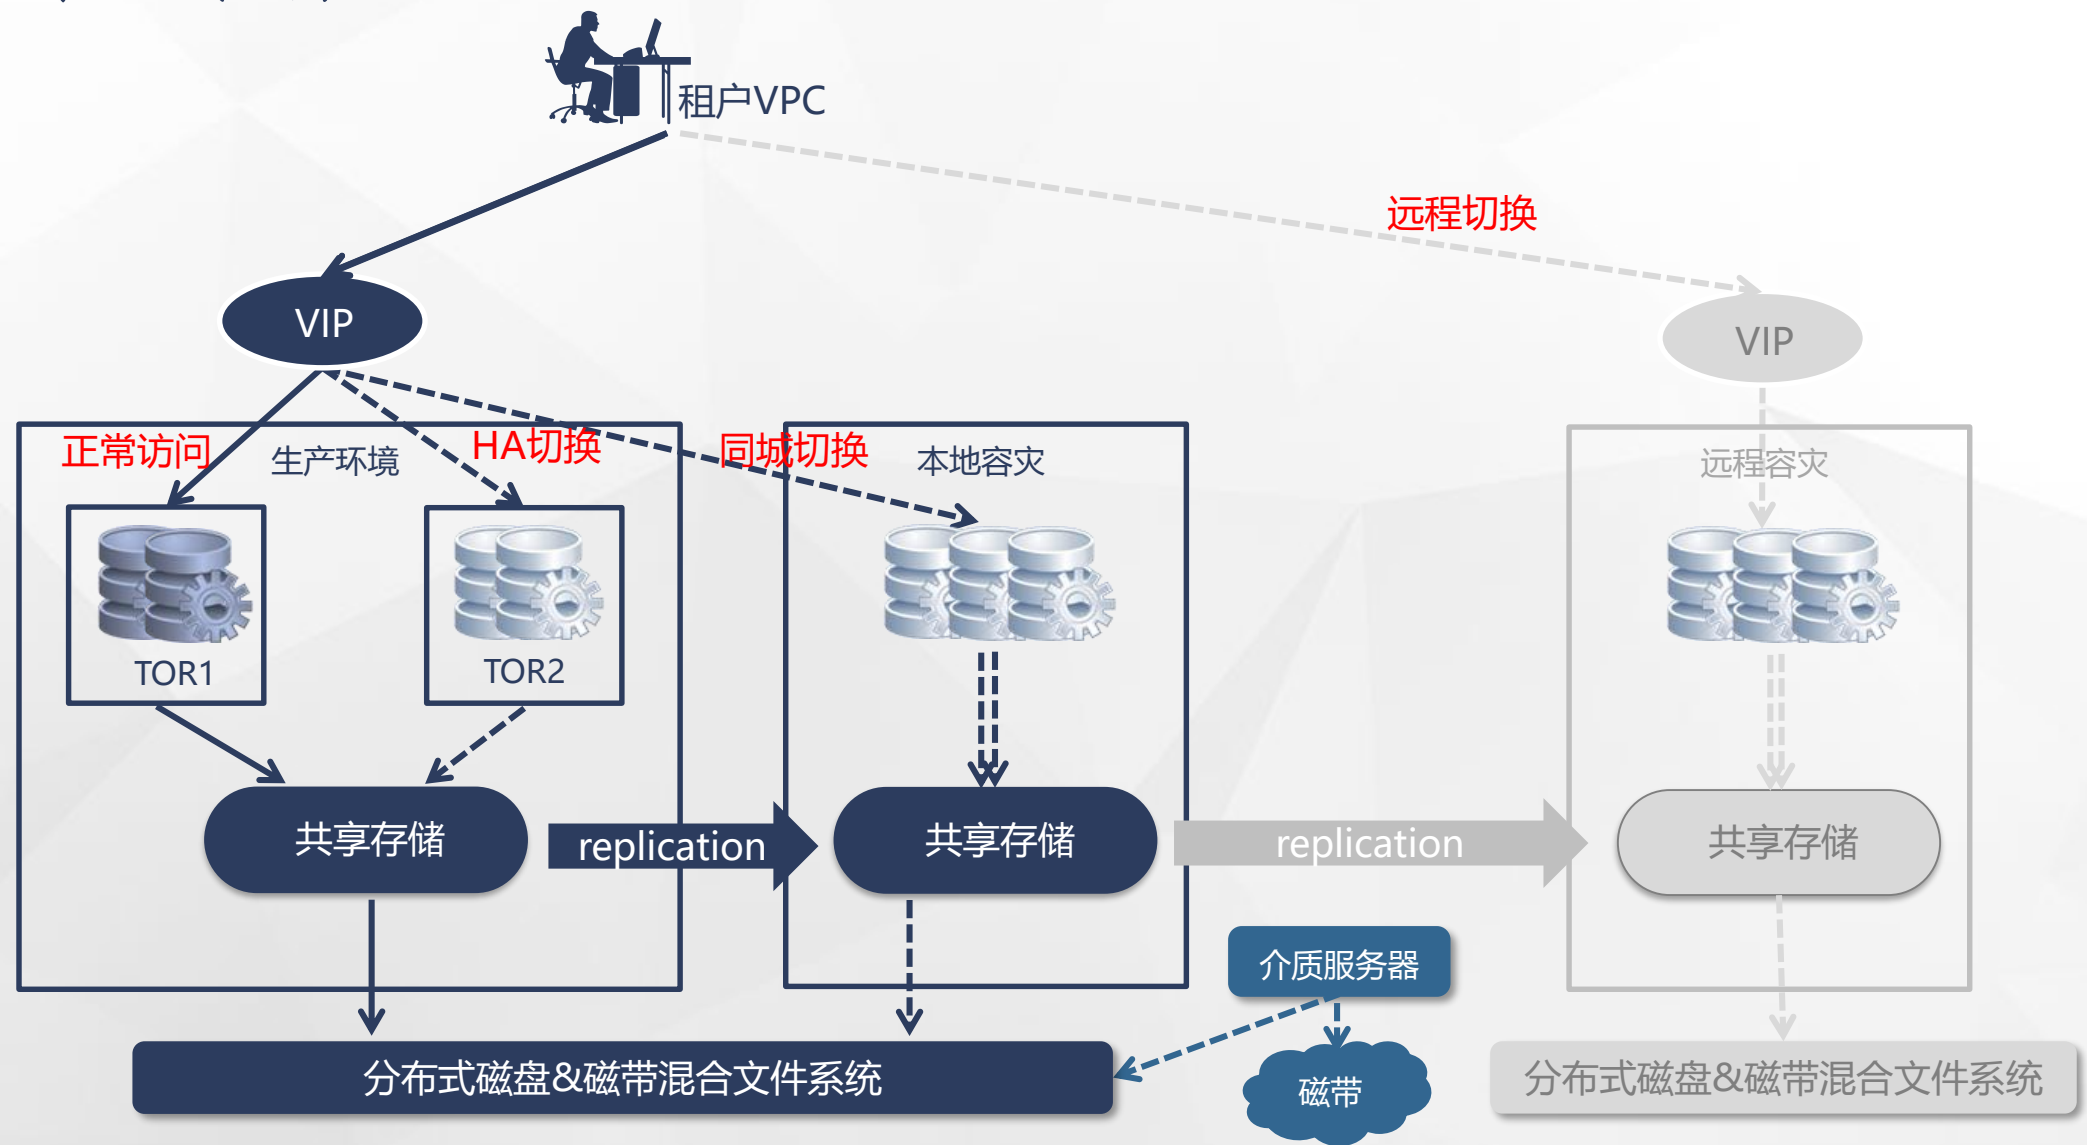 租户VPC
远程切换
VIP
VIP
正常访问
生产环境
HA切换
同城切换
本地容灾
远程容灾
TOR1
TOR2
共享存储
replication
共享存储
replication
共享存储
介质服务器
分布式磁盘&磁带混合文件系统
磁带
分布式磁盘&磁带混合文件系统